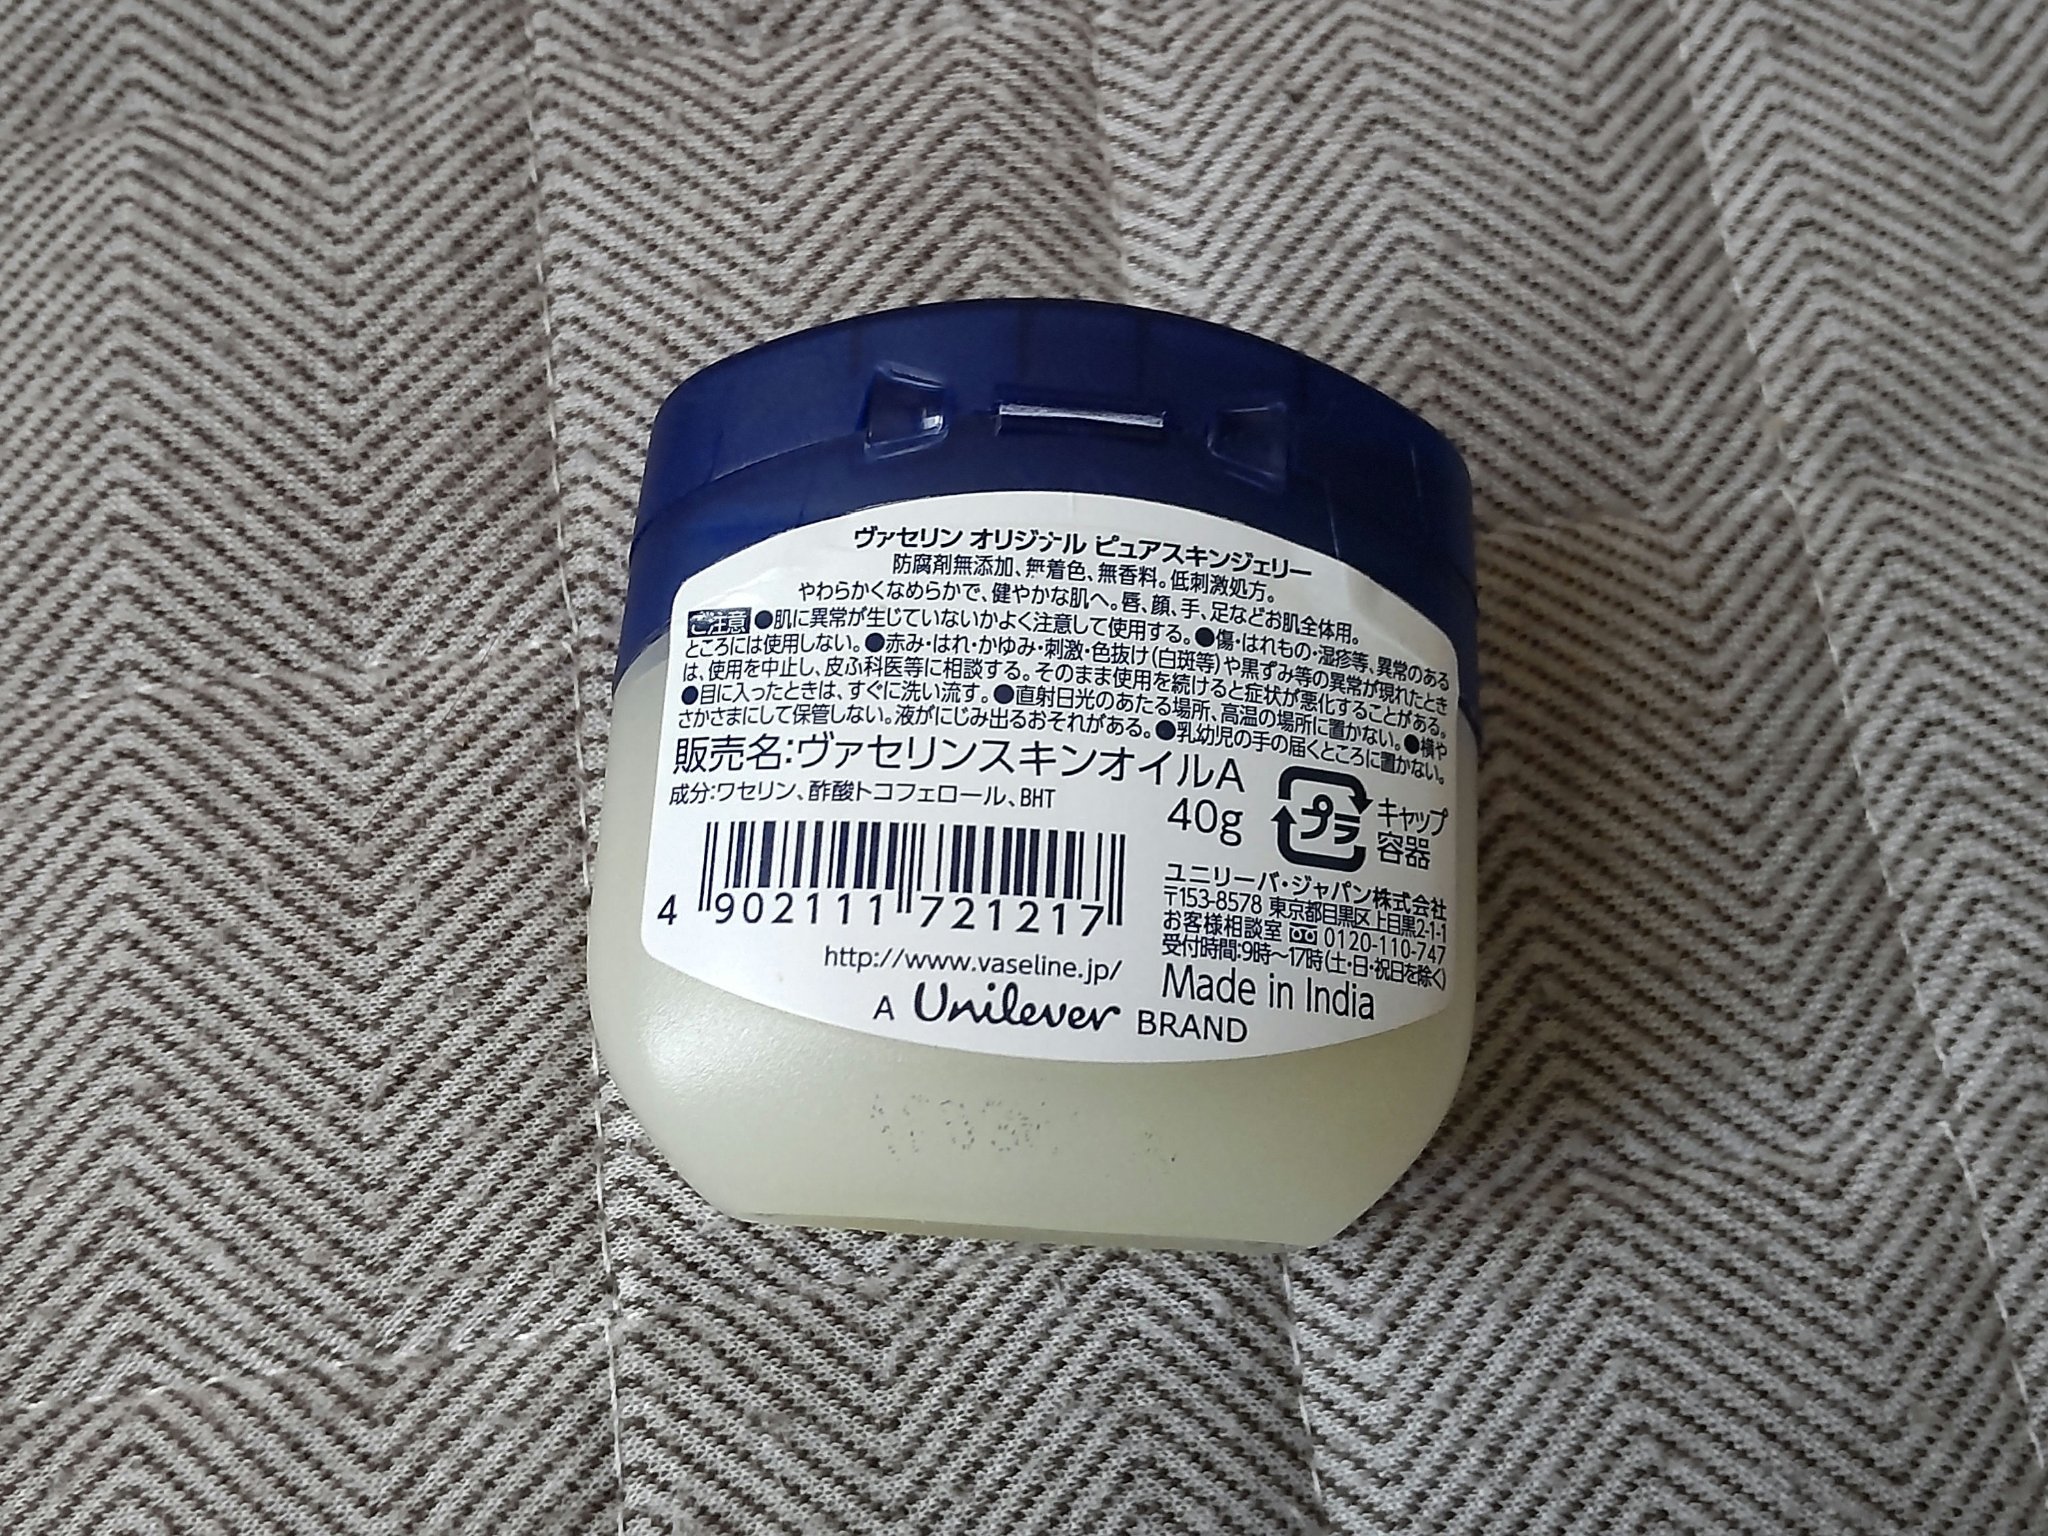 ヴァセリン オリジナル ピュアスキンジェリー
防腐剤無添加、無着色、無香料。低刺激処方。
やわらかくなめらかで、健やかな肌へ。唇、顔、手、足などお肌全体用。
ご注意 ●肌に異常が生じていないかよく注意して使用する。●傷・はれもの・湿疹等、異常のある
ところには使用しない。●赤み・はれ・かゆみ・刺激・色抜け(白斑等)や黒ずみ等の異常が現れたとき
は、使用を中止し、皮ふ科医等に相談する。そのまま使用を続けると症状が悪化することがある。
●目に入ったときは、すぐに洗い流す。●直射日光のあたる場所、高温の場所に置かない。●横や
さかさまにして保管しない。液がにじみ出るおそれがある。●乳幼児の手の届くところに置かない。
販売名:ヴァセリンスキンオイルA
成分:ワセリン、酢酸トコフェロール、BHT
40g
プラ
キャップ
容器
4 902111 721217
ユニリーバ・ジャパン株式会社
〒153-8578 東京都目黒区上目黒2-1-1
お客様相談室 0120-110-747
受付時間:9時~17時(土・日・祝日を除く)
http://www.vaseline.jp/
Made in India
A Unilever BRAND